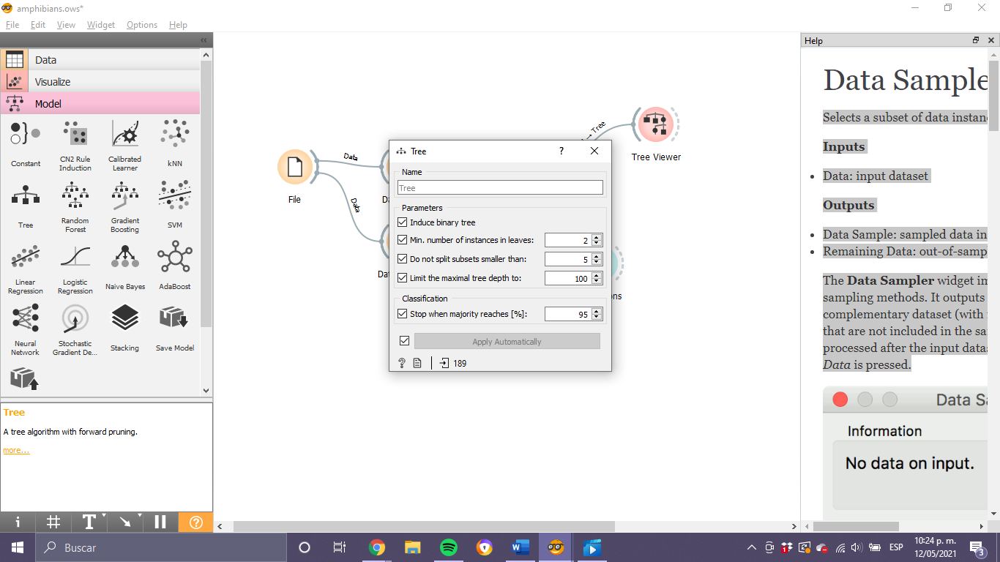 amphibians.ows*
File Edit View Widget Options Help
Data
Visualize
Model
Constant
CN2 Rule Induction
Calibrated Learner
kNN
Tree
Random Forest
Gradient Boosting
SVM
Linear Regression
Logistic Regression
Naive Bayes
AdaBoost
Neural Network
Stochastic Gradient De...
Stacking
Save Model
Tree
A tree algorithm with forward pruning.
more...
File
Data
Data
→ Tree
Tree Viewer
Da
Dat
ons
Tree
?
Name
Tree
Parameters
Induce binary tree
Min. number of instances in leaves: 2
Do not split subsets smaller than: 5
Limit the maximal tree depth to: 100
Classification
Stop when majority reaches [%]: 95
Apply Automatically
? 189
Help
Data Sample
Selects a subset of data instan
Inputs
• Data: input dataset
Outputs
• Data Sample: sampled data in
• Remaining Data: out-of-samp
The Data Sampler widget im
sampling methods. It outputs
complementary dataset (with
that are not included in the sa
processed after the input datas
Data is pressed.
Data Sa
Information
No data on input.
Buscar
ESP
10:24 p. m.
12/05/2021
3